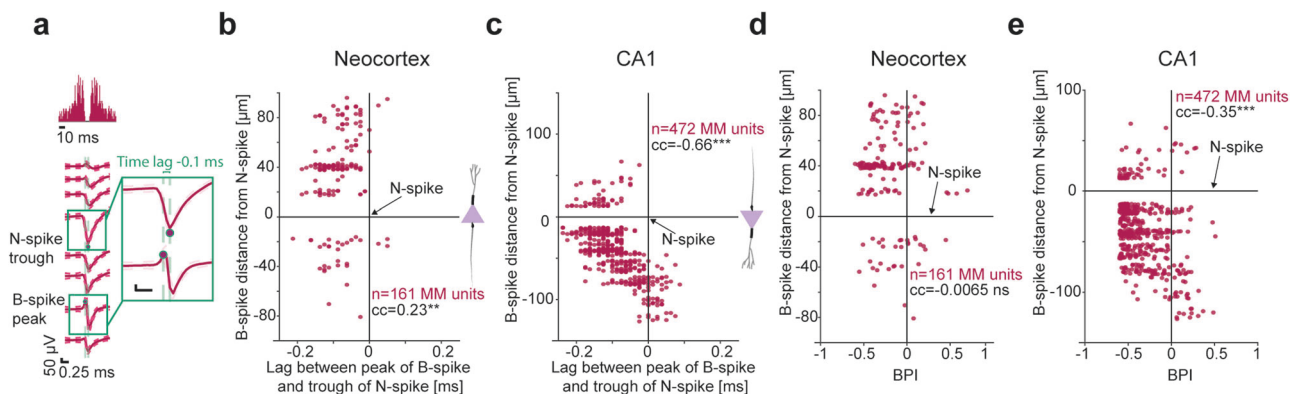 a
10 ms
Time lag -0.1 ms
N-spike
trough
B-spike
peak
50 µV
0.25 ms
b
Neocortex
B-spike distance from N-spike [µm]
80
40
0
-40
-80
N-spike
n=161 MM units
cc=0.23**
-0.2
0
0.2
Lag between peak of B-spike
and trough of N-spike [ms]
c
CA1
B-spike distance from N-spike [µm]
100
0
-100
n=472 MM units
cc=-0.66***
N-spike
-0.2
0
0.2
Lag between peak of B-spike
and trough of N-spike [ms]
d
Neocortex
B-spike distance from N-spike [µm]
80
40
0
-40
-80
N-spike
n=161 MM units
cc=-0.0065 ns
-1
-0.5
0
0.5
1
BPI
e
CA1
B-spike distance from N-spike [µm]
100
0
-100
n=472 MM units
cc=-0.35***
N-spike
-1
-0.5
0
0.5
1
BPI